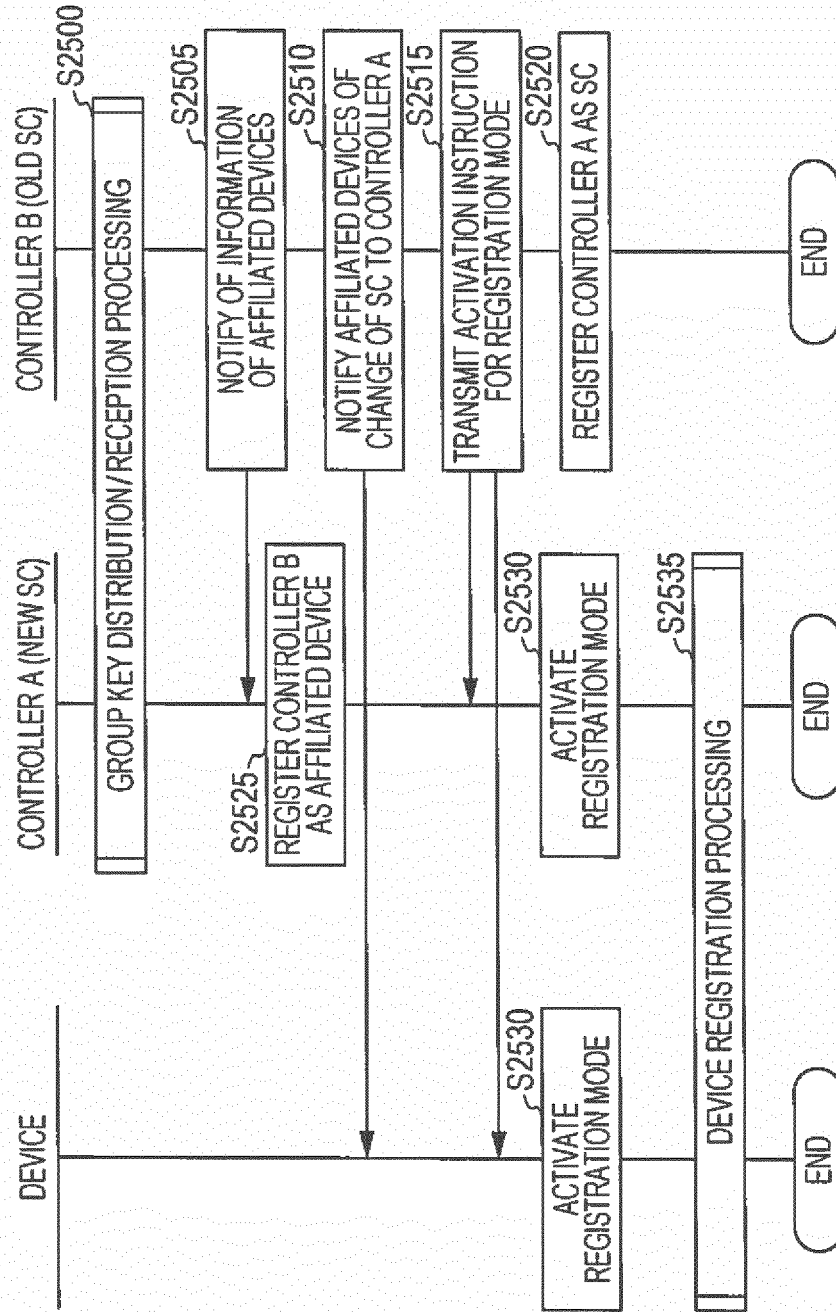 DEVICE
CONTROLLER A (NEW SC)
CONTROLLER B (OLD SC)
S2500
GROUP KEY DISTRIBUTION/RECEPTION PROCESSING
S2505
NOTIFY OF INFORMATION
OF AFFILIATED DEVICES
S2525
REGISTER CONTROLLER B
AS AFFILIATED DEVICE
S2510
NOTIFY AFFILIATED DEVICES OF
CHANGE OF SC TO CONTROLLER A
S2515
TRANSMIT ACTIVATION INSTRUCTION
FOR REGISTRATION MODE
S2530
ACTIVATE
REGISTRATION MODE
S2530
ACTIVATE
REGISTRATION MODE
S2520
REGISTER CONTROLLER A AS SC
S2535
DEVICE REGISTRATION PROCESSING
END
END
END